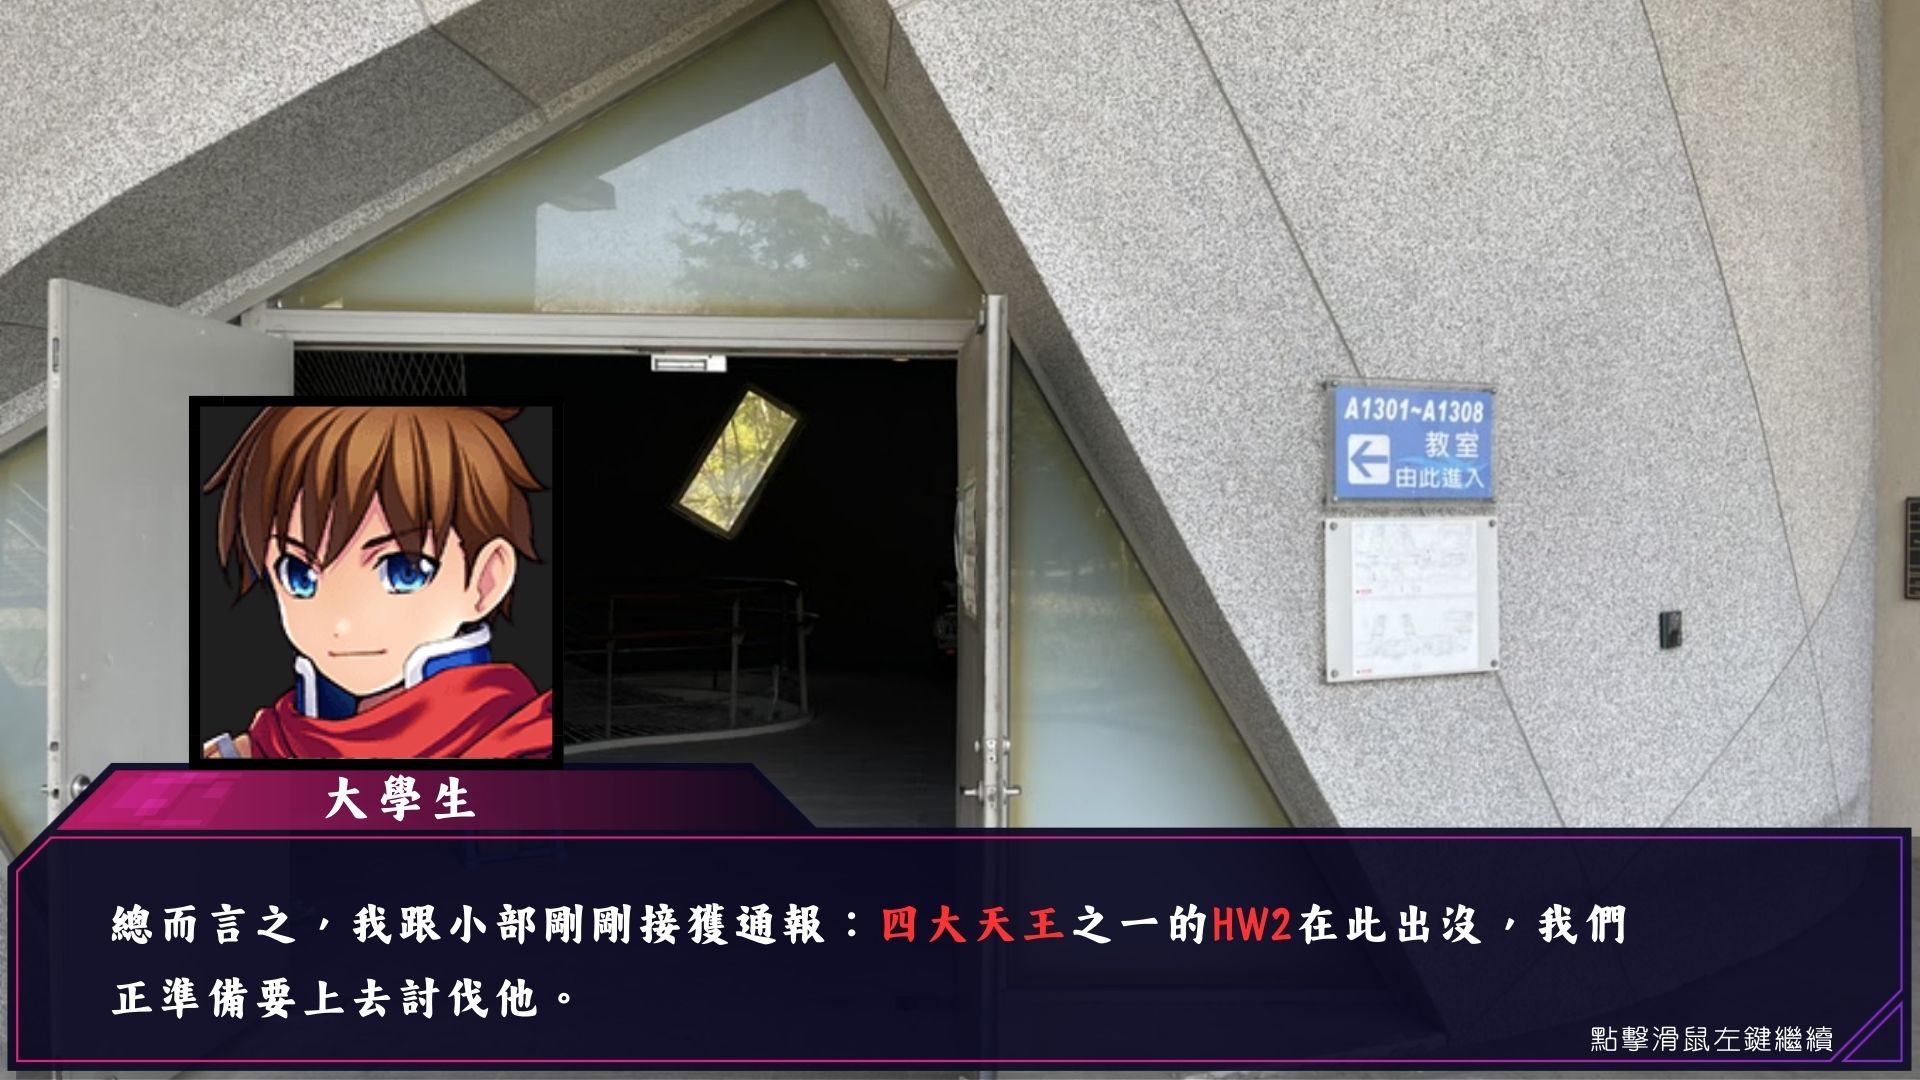 A1301~A1308
教室
由此進入
大學生
總而言之，我跟小部剛剛接獲通報：四大天王之一的HW2在此出沒，我們
正準備要上去討伐他。
點擊滑鼠左鍵繼續